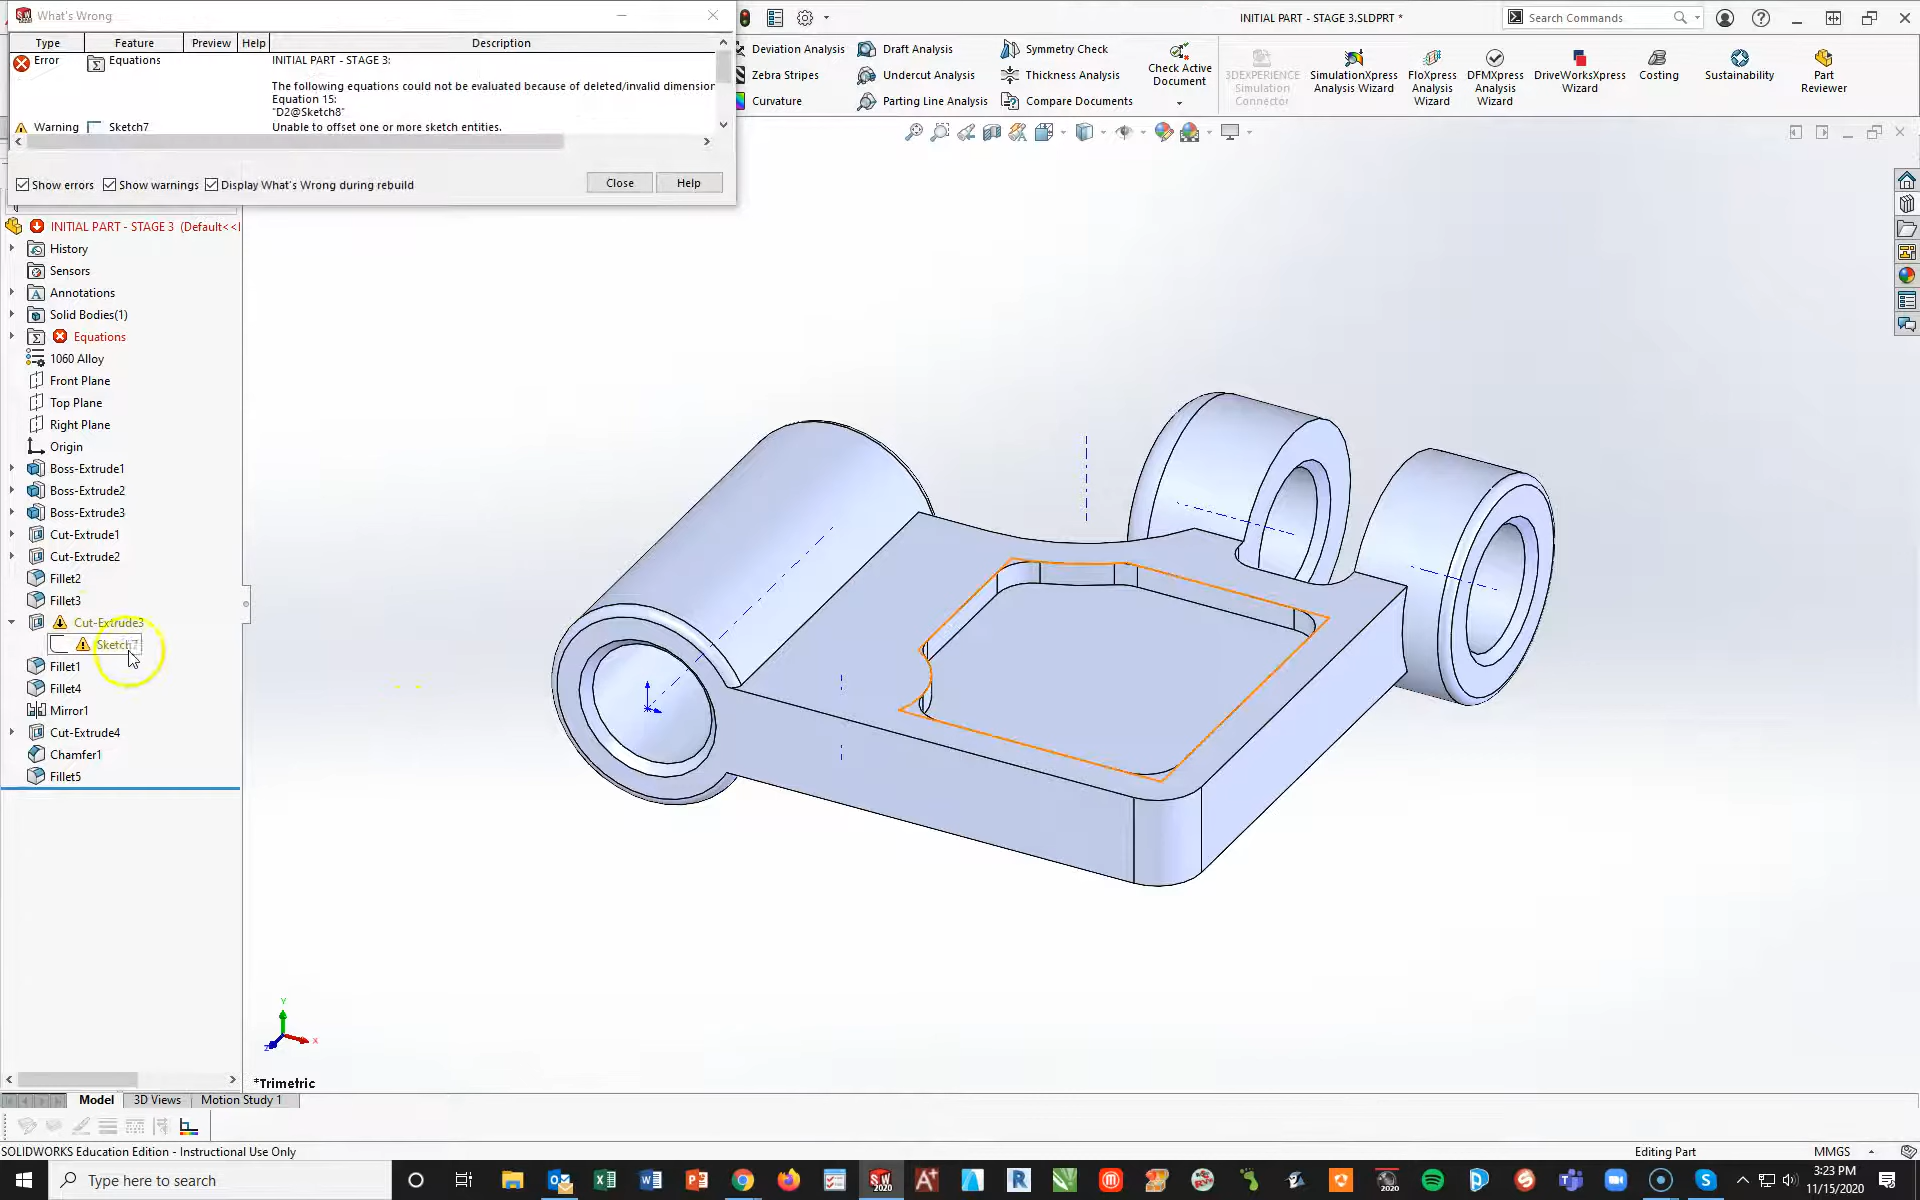 What's Wrong
INITIAL PART - STAGE 3.SLDPRT *
Search Commands
Type
Feature
Preview
Help
Description
Error
Equations
INITIAL PART - STAGE 3:
The following equations could not be evaluated because of deleted/invalid dimension
Equation 15:
"D2@Sketch8"
Warning
Sketch7
Unable to offset one or more sketch entities.
Show errors
Show warnings
Display What's Wrong during rebuild
Close
Help
Deviation Analysis
Zebra Stripes
Curvature
Draft Analysis
Undercut Analysis
Parting Line Analysis
Symmetry Check
Thickness Analysis
Compare Documents
Check Active
Document
3DEXPERIENCE
Simulation
Connector
SimulationXpress
Analysis Wizard
FloXpress
Analysis
Wizard
DFMXpress
Analysis
Wizard
DriveWorksXpress
Wizard
Costing
Sustainability
Part
Reviewer
INITIAL PART - STAGE 3 (Default<<
History
Sensors
Annotations
Solid Bodies(1)
Equations
1060 Alloy
Front Plane
Top Plane
Right Plane
Origin
Boss-Extrude1
Boss-Extrude2
Boss-Extrude3
Cut-Extrude1
Cut-Extrude2
Fillet2
Fillet3
Cut-Extrude3
Sketch7
Fillet1
Fillet4
Mirror1
Cut-Extrude4
Chamfer1
Fillet5
Y
X
Z
*Trimetric
Model
3D Views
Motion Study 1
SOLIDWORKS Education Edition - Instructional Use Only
Editing Part
MMGS
Type here to search
3:23 PM
11/15/2020